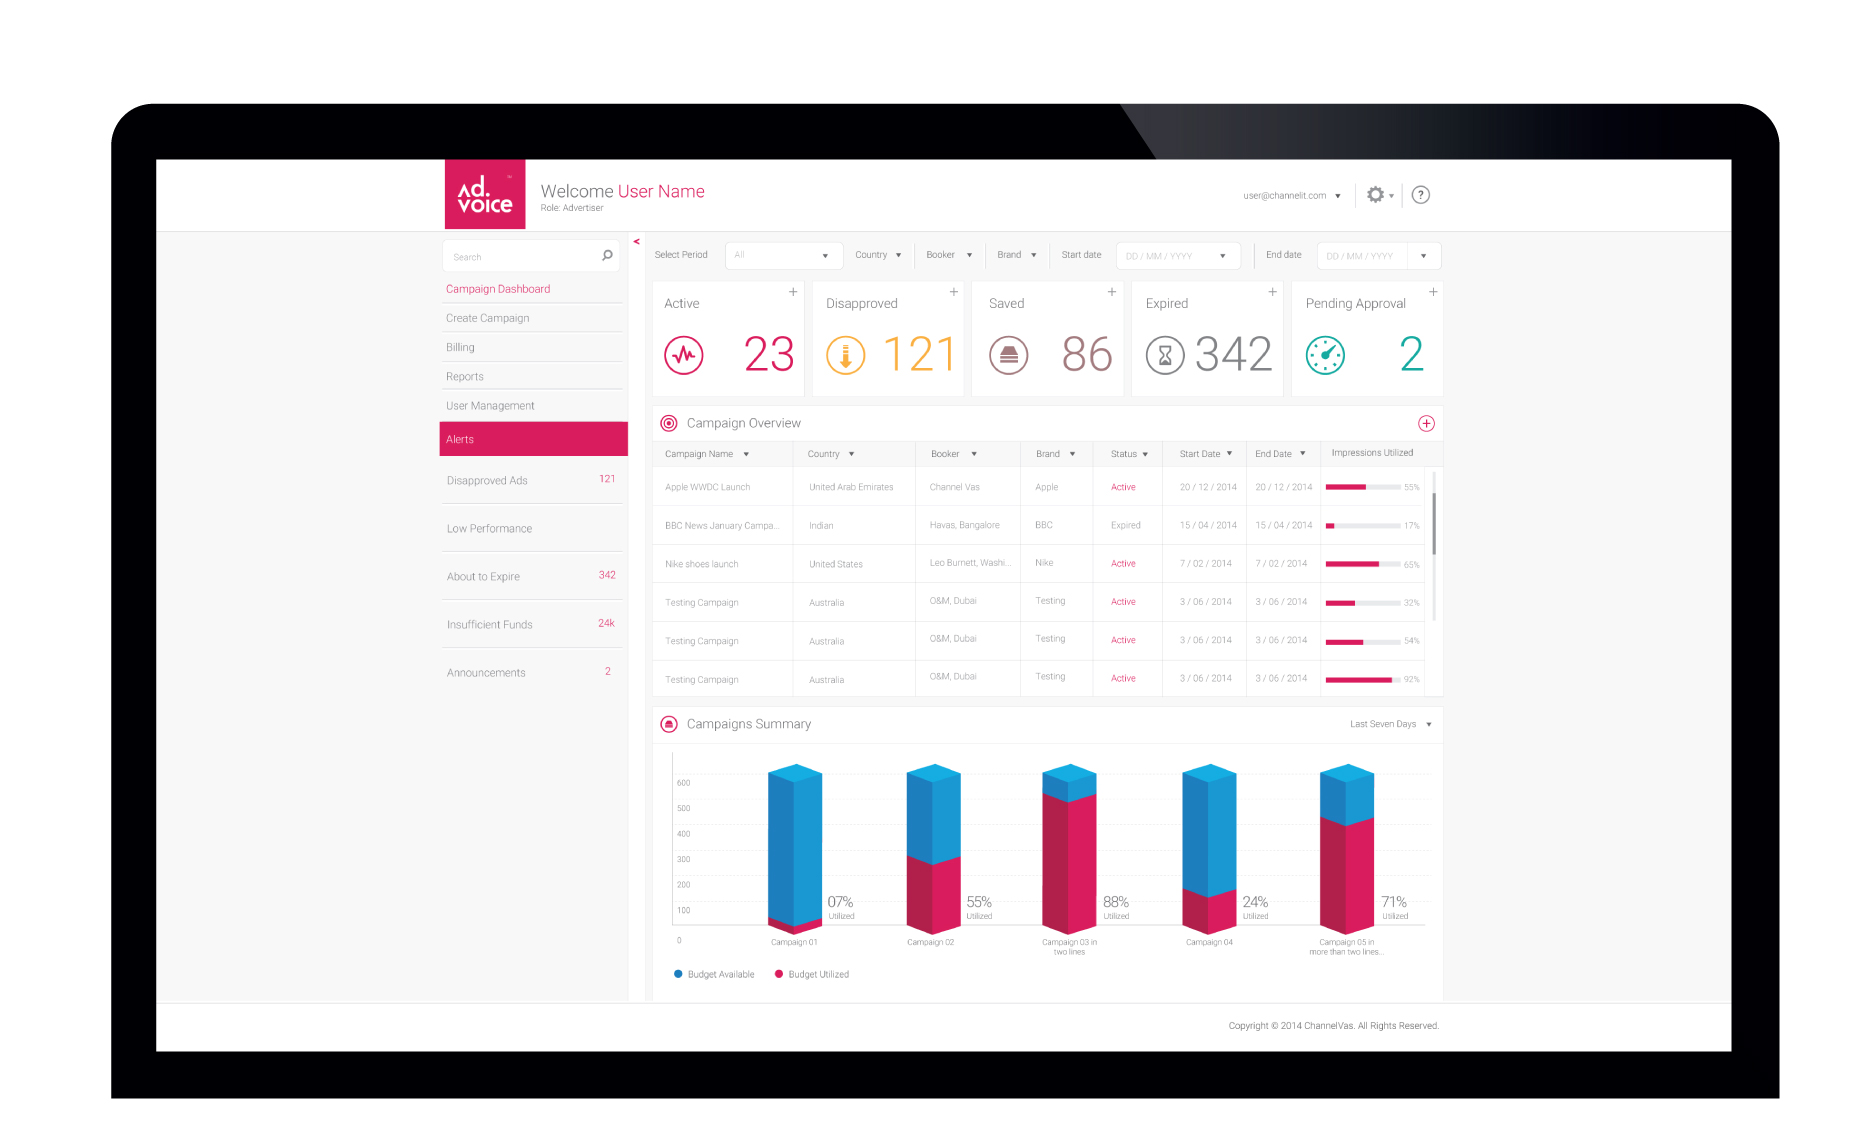 Ad.
voice
TM
Welcome User Name
Role: Advertiser
user@channelit.com
?
Search
<
Select Period
All
Country
Booker
Brand
Start date
DD / MM / YYYY
End date
DD / MM / YYYY
Campaign Dashboard
Create Campaign
Billing
Reports
User Management
Alerts
Disapproved Ads 121
Low Performance
About to Expire 342
Insufficient Funds 24k
Announcements 2
Active +
23
Disapproved +
121
Saved +
86
Expired +
342
Pending Approval +
2
Campaign Overview
Campaign Name Country Booker Brand Status Start Date End Date Impressions Utilized
Apple WWDC Launch United Arab Emirates Channel Vas Apple Active 20 / 12 / 2014 20 / 12 / 2014 55%
BBC News January Campa... Indian Havas, Bangalore BBC Expired 15 / 04 / 2014 15 / 04 / 2014 17%
Nike shoes launch United States Leo Burnett, Washi... Nike Active 7 / 02 / 2014 7 / 02 / 2014 65%
Testing Campaign Australia O&M, Dubai Testing Active 3 / 06 / 2014 3 / 06 / 2014 32%
Testing Campaign Australia O&M, Dubai Testing Active 3 / 06 / 2014 3 / 06 / 2014 54%
Testing Campaign Australia O&M, Dubai Testing Active 3 / 06 / 2014 3 / 06 / 2014 92%
Campaigns Summary
Last Seven Days
600
500
400
300
200
100
0
07%
Utilized
55%
Utilized
88%
Utilized
24%
Utilized
71%
Utilized
Campaign 01
Campaign 02
Campaign 03 in
two lines
Campaign 04
Campaign 05 in
more than two lines...
Budget Available
Budget Utilized
Copyright © 2014 ChannelVas. All Rights Reserved.